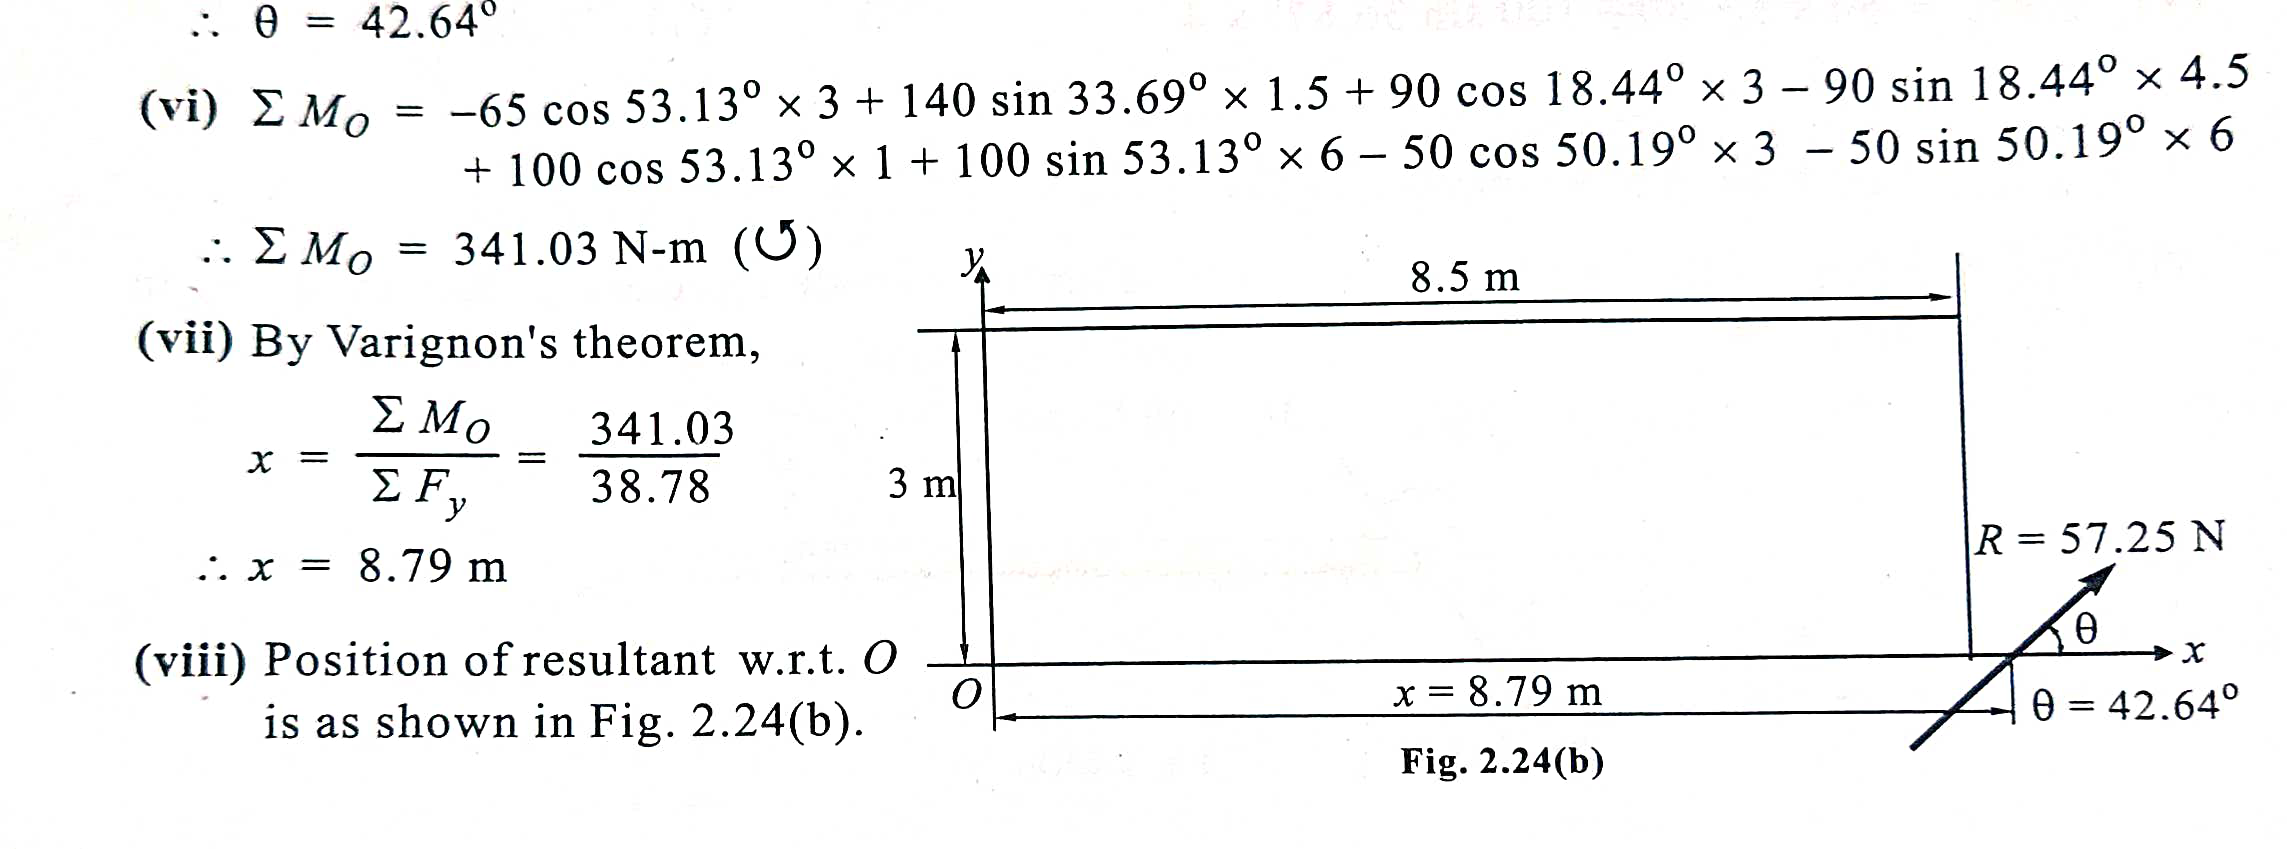 ∴ θ = 42.64°
(vi) Σ M_O = –65 cos 53.13° × 3 + 140 sin 33.69° × 1.5 + 90 cos 18.44° × 3 – 90 sin 18.44° × 4.5
+ 100 cos 53.13° × 1 + 100 sin 53.13° × 6 – 50 cos 50.19° × 3 – 50 sin 50.19° × 6
∴ Σ M_O = 341.03 N-m (↺)
(vii) By Varignon's theorem,
x = Σ M_O / Σ F_y = 341.03 / 38.78
∴ x = 8.79 m
(viii) Position of resultant w.r.t. O
is as shown in Fig. 2.24(b).
y
8.5 m
3 m
R = 57.25 N
θ
x
O
x = 8.79 m
θ = 42.64°
Fig. 2.24(b)